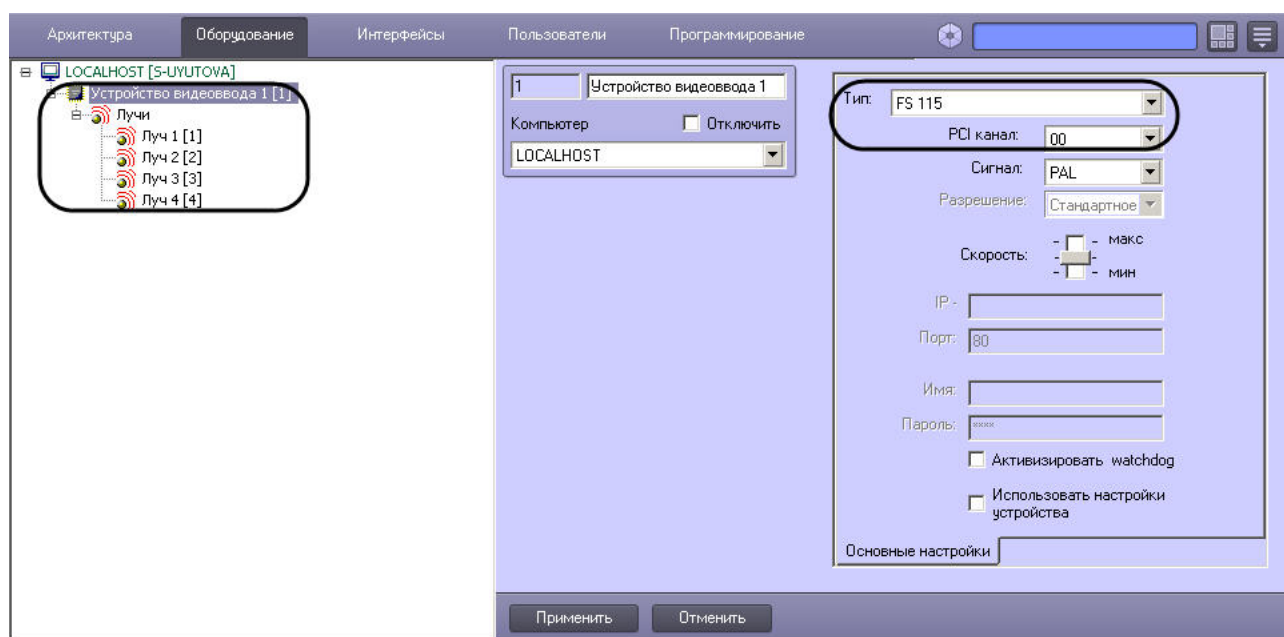 Архитектура Оборудование Интерфейсы Пользователи Программирование
LOCALHOST [S-UYUTOVA]
Устройство видеоввода 1 [1]
Лучи
Луч 1 [1]
Луч 2 [2]
Луч 3 [3]
Луч 4 [4]
1 Устройство видеоввода 1
Компьютер Отключить
LOCALHOST
Тип: FS 115
PCI канал: 00
Сигнал: PAL
Разрешение: Стандартное
Скорость: - - макс
- -
- - мин
IP -
Порт: 80
Имя:
Пароль: ****
Активизировать watchdog
Использовать настройки
устройства
Основные настройки
Применить Отменить